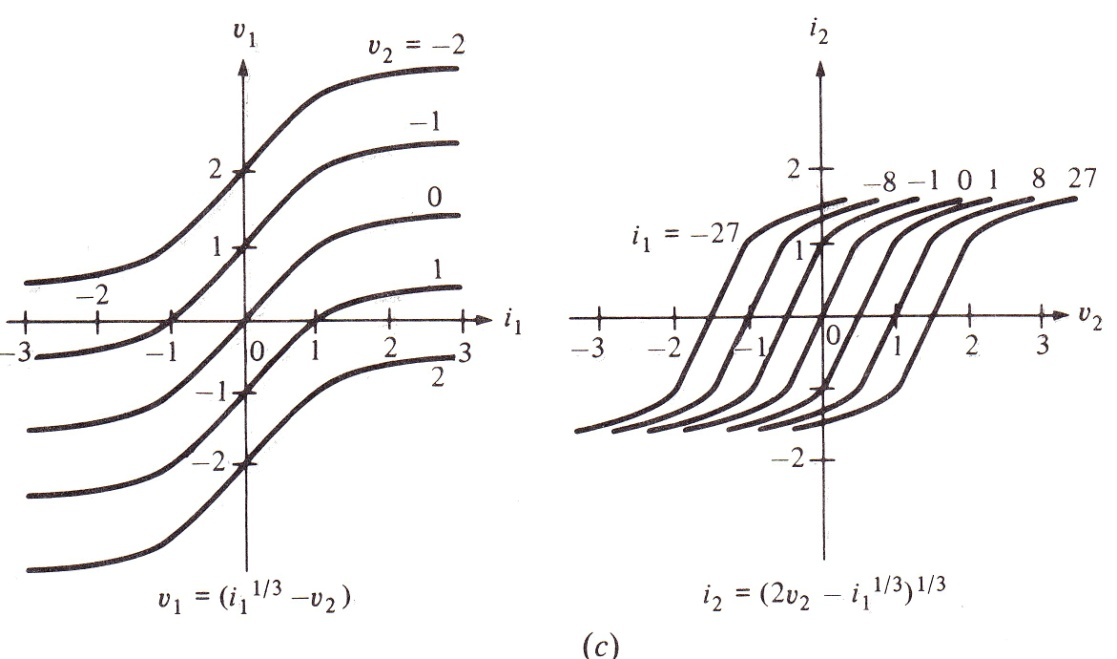 v₁
v₂ = −2
−1
2
0
1
1
−2
−3
−1
0
1
2
3
i₁
−1
2
−2
v₁ = (i₁^1/3 − v₂)
i₂
2
−8 −1 0 1 8 27
i₁ = −27
1
−3
−2
−1
0
1
2
3
v₂
−2
i₂ = (2v₂ − i₁^1/3)^1/3
(c)